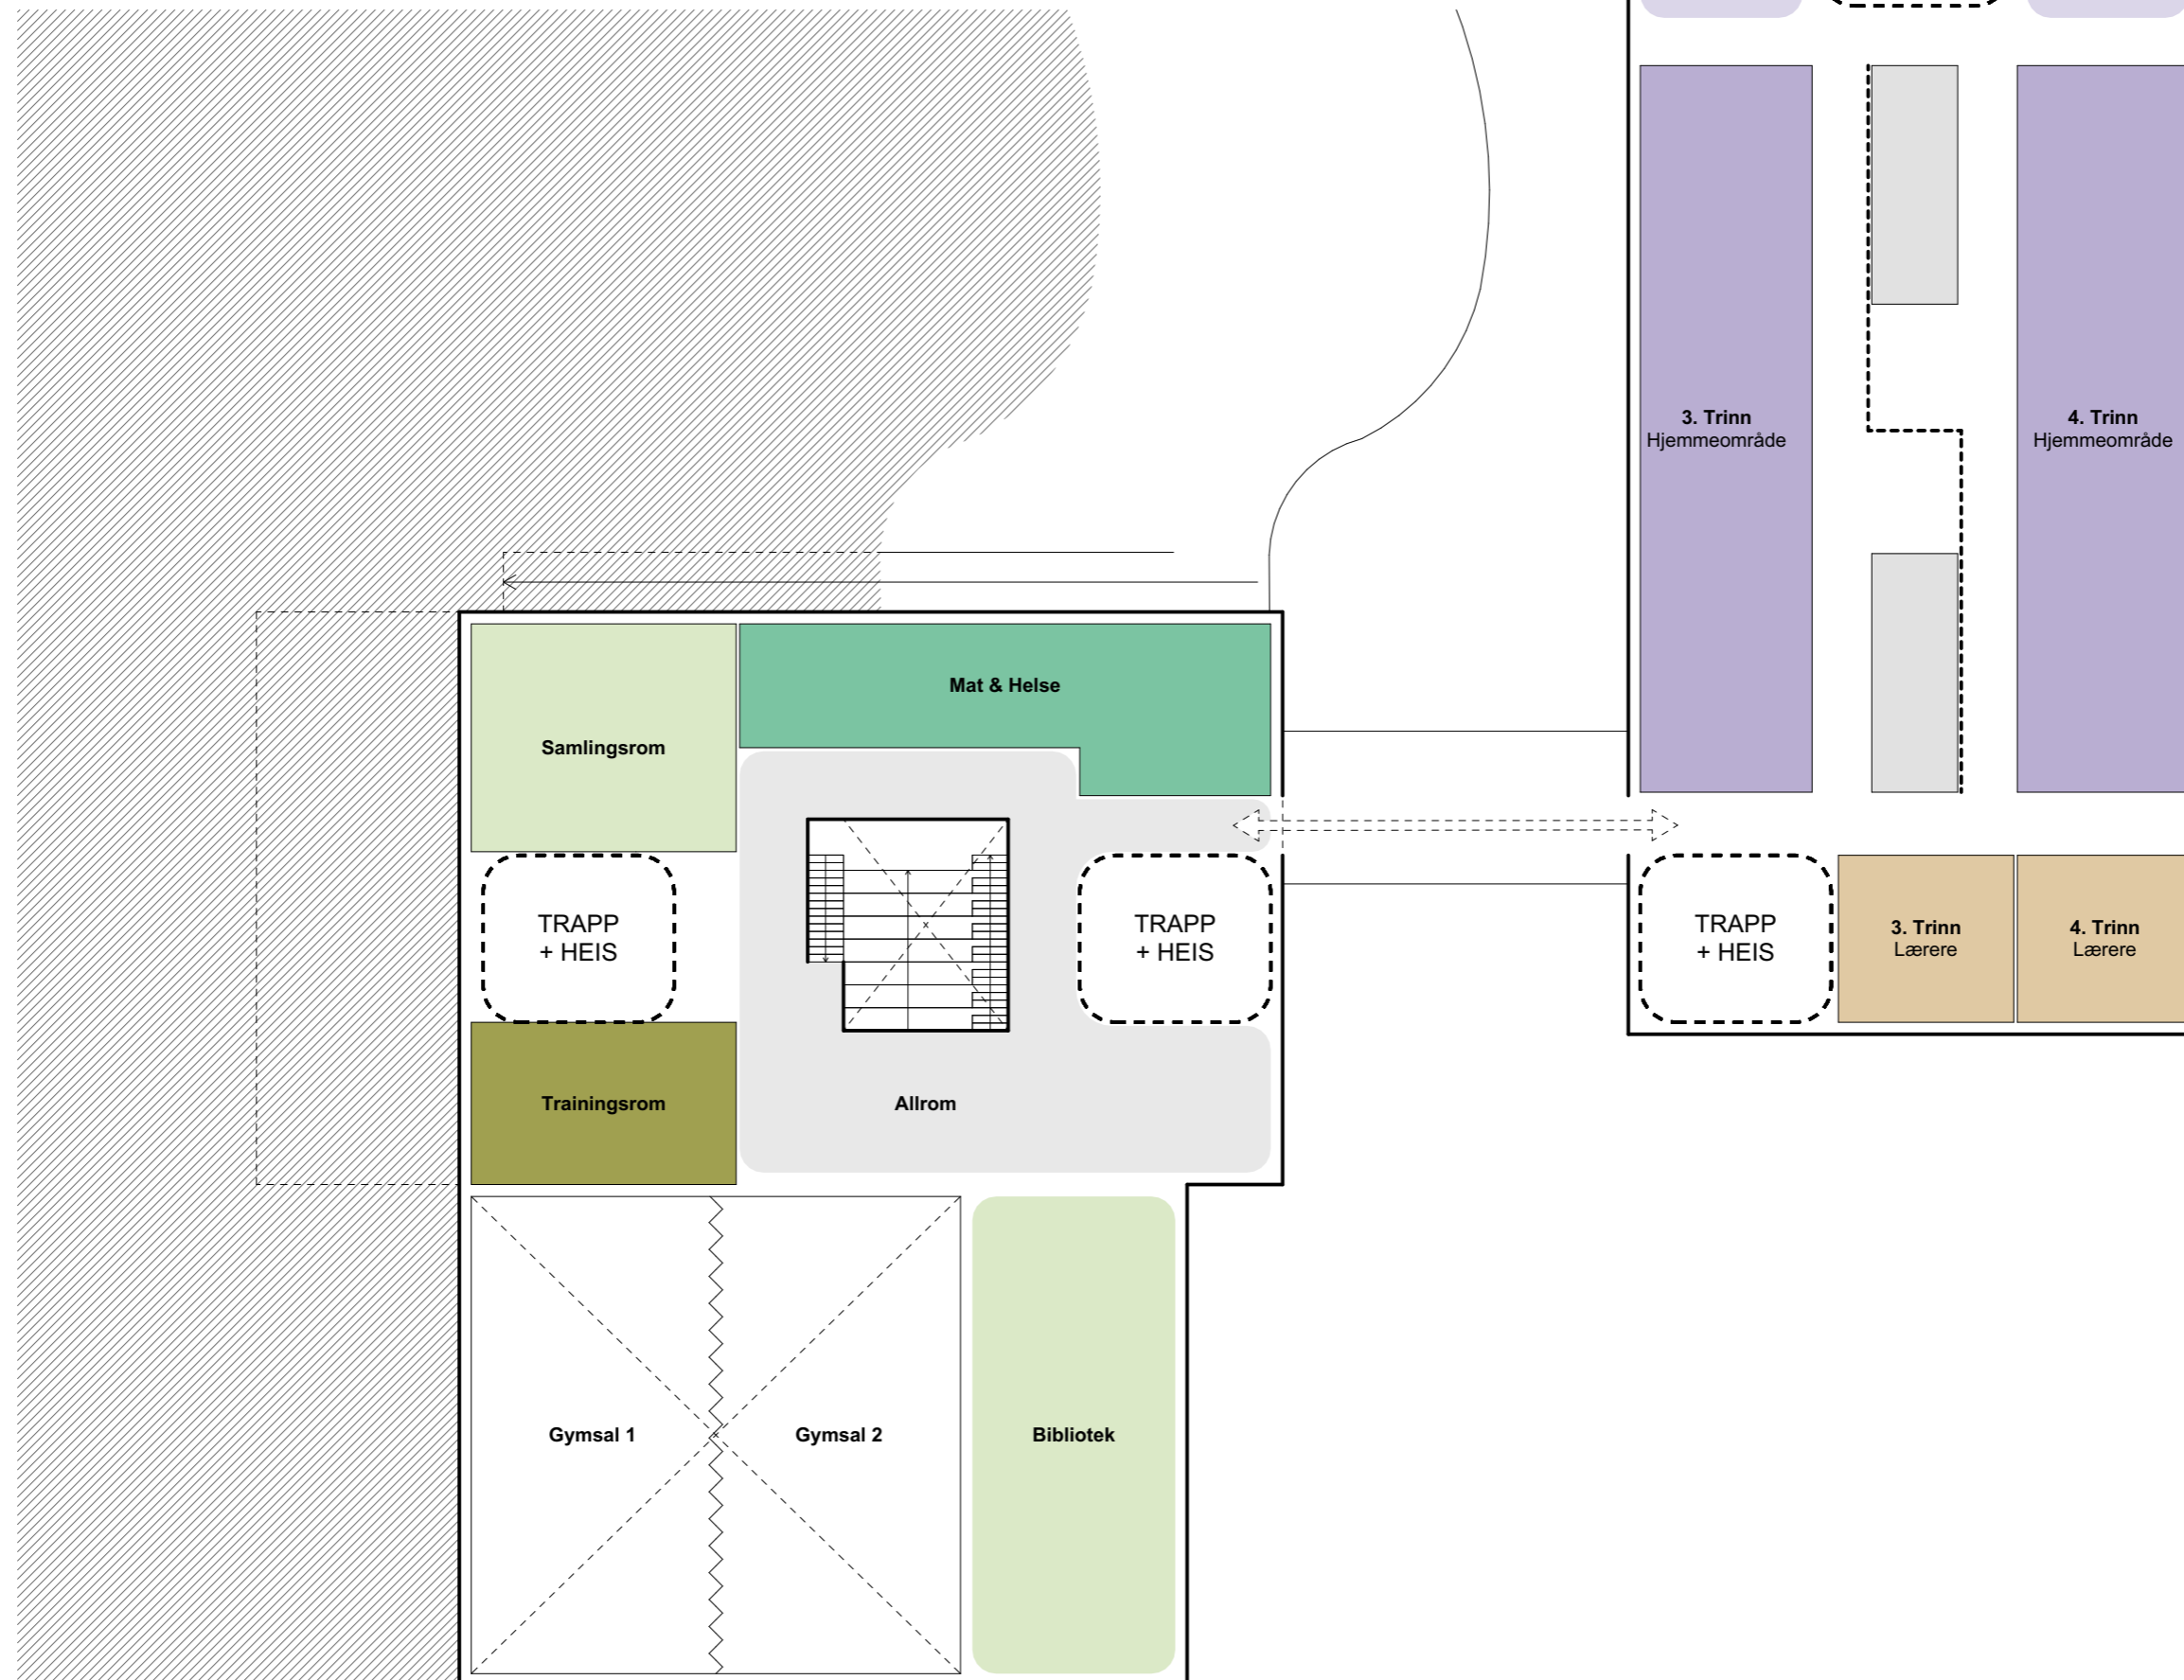 3. Trinn
Hjemmeområde
4. Trinn
Hjemmeområde
Mat & Helse
Samlingsrom
TRAPP
+ HEIS
TRAPP
+ HEIS
TRAPP
+ HEIS
3. Trinn
Lærere
4. Trinn
Lærere
Trainingsrom
Allrom
Gymsal 1
Gymsal 2
Bibliotek